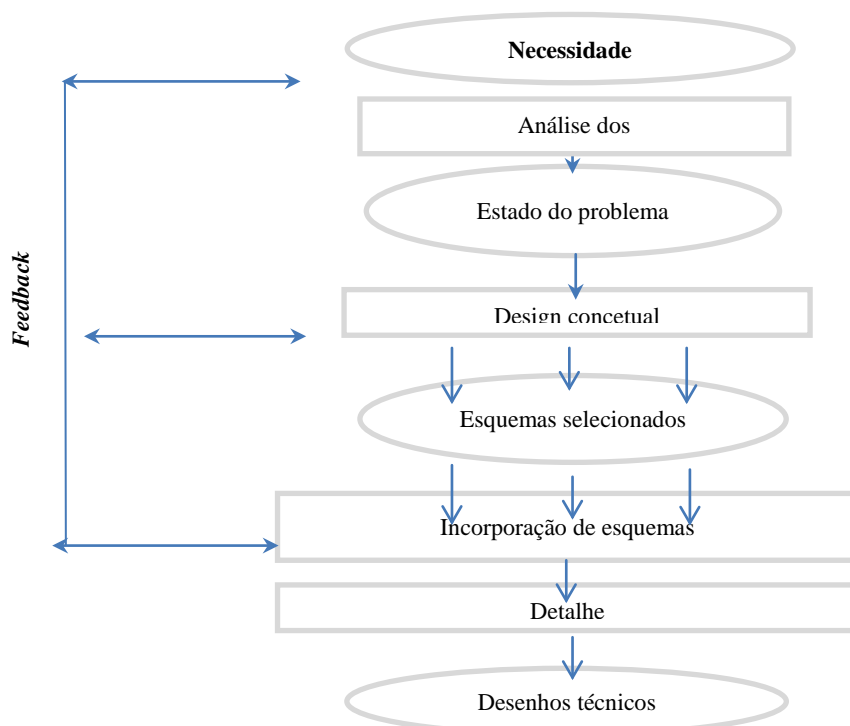 Necessidade
Análise dos
Estado do problema
Feedback
Design concetual
Esquemas selecionados
Incorporação de esquemas
Detalhe
Desenhos técnicos